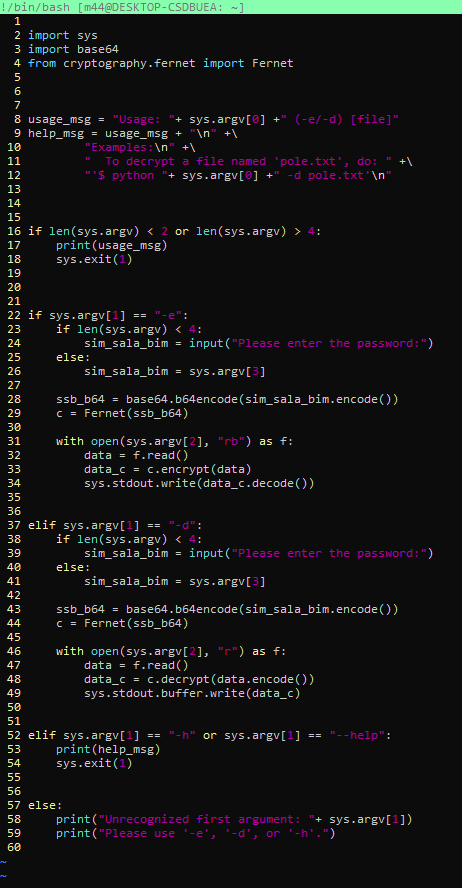 !/bin/bash [m44@DESKTOP-CSDBUEA: ~]
1
2 import sys
3 import base64
4 from cryptography.fernet import Fernet
5
6
7
8 usage_msg = "Usage: "+ sys.argv[0] +" (-e/-d) [file]"
9 help_msg = usage_msg + "\n" +\
10         "Examples:\n" +\
11         "  To decrypt a file named 'pole.txt', do: " +\
12         "'$ python "+ sys.argv[0] +" -d pole.txt'\n"
13
14
15
16 if len(sys.argv) < 2 or len(sys.argv) > 4:
17     print(usage_msg)
18     sys.exit(1)
19
20
21
22 if sys.argv[1] == "-e":
23     if len(sys.argv) < 4:
24         sim_sala_bim = input("Please enter the password:")
25     else:
26         sim_sala_bim = sys.argv[3]
27
28     ssb_b64 = base64.b64encode(sim_sala_bim.encode())
29     c = Fernet(ssb_b64)
30
31     with open(sys.argv[2], "rb") as f:
32         data = f.read()
33         data_c = c.encrypt(data)
34         sys.stdout.write(data_c.decode())
35
36
37 elif sys.argv[1] == "-d":
38     if len(sys.argv) < 4:
39         sim_sala_bim = input("Please enter the password:")
40     else:
41         sim_sala_bim = sys.argv[3]
42
43     ssb_b64 = base64.b64encode(sim_sala_bim.encode())
44     c = Fernet(ssb_b64)
45
46     with open(sys.argv[2], "r") as f:
47         data = f.read()
48         data_c = c.decrypt(data.encode())
49         sys.stdout.buffer.write(data_c)
50
51
52 elif sys.argv[1] == "-h" or sys.argv[1] == "--help":
53     print(help_msg)
54     sys.exit(1)
55
56
57 else:
58     print("Unrecognized first argument: "+ sys.argv[1])
59     print("Please use '-e', '-d', or '-h'.")
60
~
~